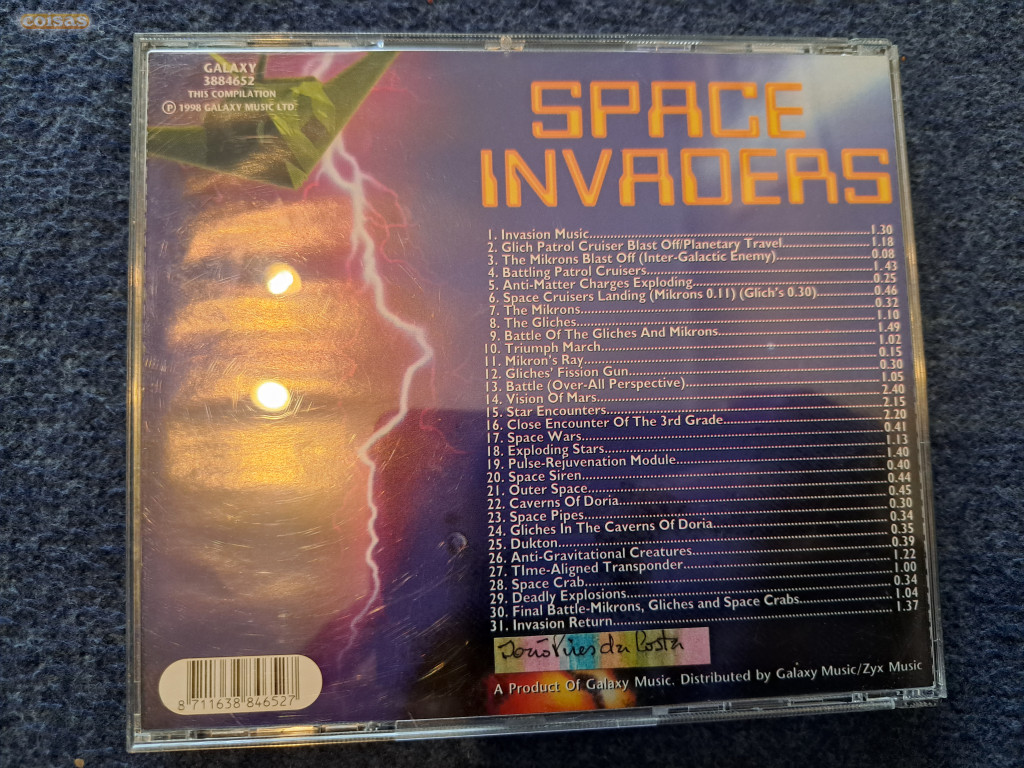 coisas
GALAXY
3884652
THIS COMPILATION
℗ 1998 GALAXY MUSIC LTD.
SPACE
INVADERS
1. Invasion Music 1.30
2. Glich Patrol Cruiser Blast Off/Planetary Travel 1.18
3. The Mikrons Blast Off (Inter-Galactic Enemy) 0.08
4. Battling Patrol Cruisers 1.43
5. Anti-Matter Charges Exploding 0.25
6. Space Cruisers Landing (Mikrons 0.11) (Glich's 0.30) 0.46
7. The Mikrons 0.32
8. The Gliches 1.10
9. Battle Of The Gliches And Mikrons 1.49
10. Triumph March 1.02
11. Mikron's Ray 0.15
12. Gliches' Fission Gun 0.30
13. Battle (Over-All Perspective) 1.05
14. Vision Of Mars 2.40
15. Star Encounters 2.15
16. Close Encounter Of The 3rd Grade 2.20
17. Space Wars 0.41
18. Exploding Stars 1.13
19. Pulse-Rejuvenation Module 1.40
20. Space Siren 0.40
21. Outer Space 0.44
22. Caverns Of Doria 0.45
23. Space Pipes 0.30
24. Gliches In The Caverns Of Doria 0.34
25. Dukton 0.35
26. Anti-Gravitational Creatures 0.39
27. TIme-Aligned Transponder 1.22
28. Space Crab 1.00
29. Deadly Explosions 0.34
30. Final Battle-Mikrons, Gliches and Space Crabs 1.04
31. Invasion Return 1.37
João Pires da Costa
A Product Of Galaxy Music. Distributed by Galaxy Music/Zyx Music
8 711638 846527